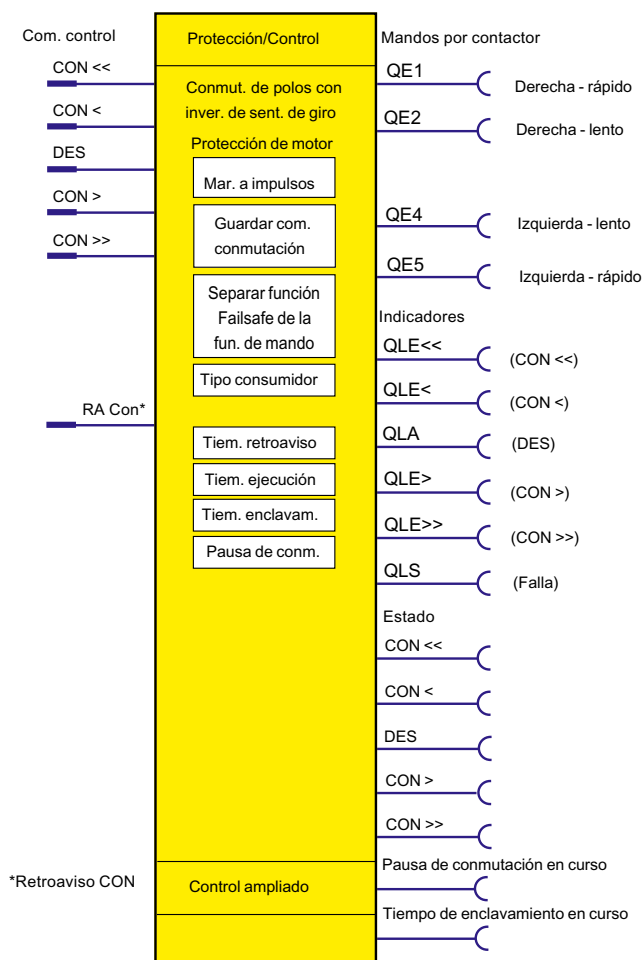 Com. control
CON <<
CON <
DES
CON >
CON >>
RA Con*
*Retroaviso CON
Protección/Control
Conmut. de polos con
inver. de sent. de giro
Protección de motor
Mar. a impulsos
Guardar com.
conmutación
Separar función
Failsafe de la
fun. de mando
Tipo consumidor
Tiem. retroaviso
Tiem. ejecución
Tiem. enclavam.
Pausa de conm.
Control ampliado
Mandos por contactor
QE1 Derecha - rápido
QE2 Derecha - lento
QE4 Izquierda - lento
QE5 Izquierda - rápido
Indicadores
QLE<< (CON <<)
QLE< (CON <)
QLA (DES)
QLE> (CON >)
QLE>> (CON >>)
QLS (Falla)
Estado
CON <<
CON <
DES
CON >
CON >>
Pausa de conmutación en curso
Tiempo de enclavamiento en curso